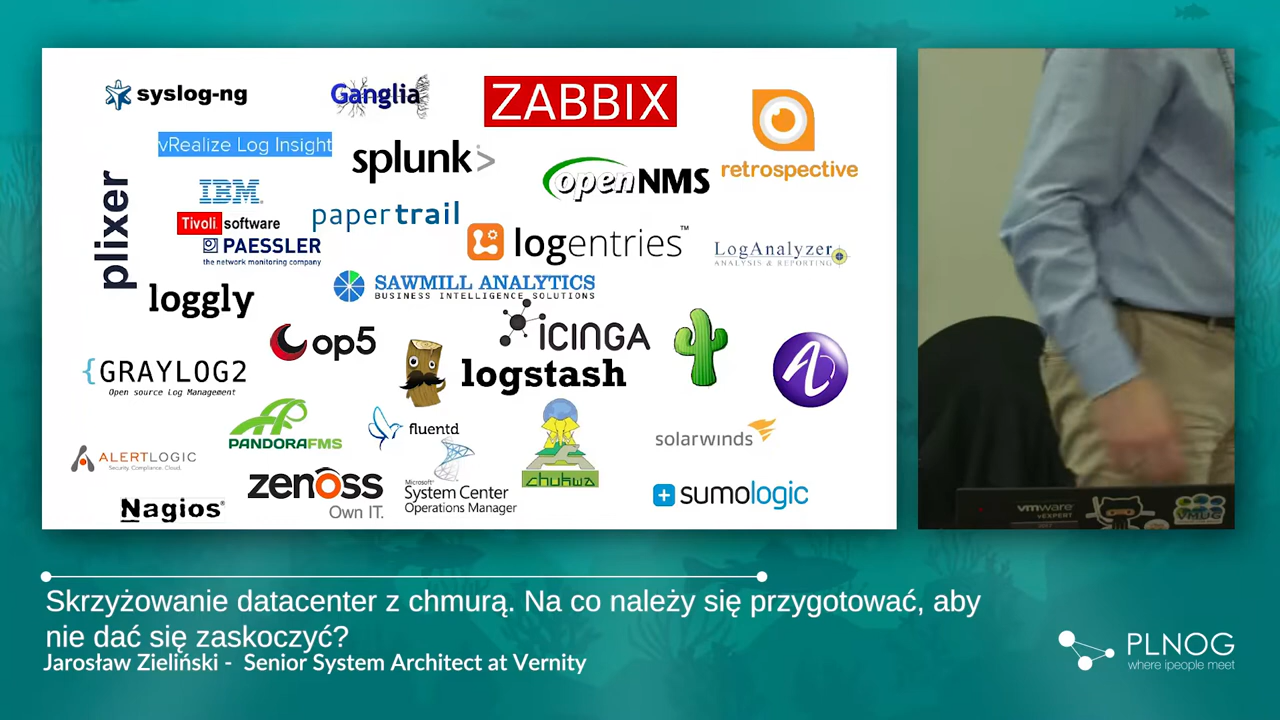 syslog-ng
Ganglia
ZABBIX
retrospective
vRealize Log Insight
splunk>
openNMS
plixer
IBM
Tivoli software
papertrail
PAESSLER
the network monitoring company
logentries™
LogAnalyzer
ANALYSIS & REPORTING
SAWMILL ANALYTICS
BUSINESS INTELLIGENCE SOLUTIONS
loggly
op5
ICINGA
{GRAYLOG2
Open source Log Management
logstash
PANDORAFMS
fluentd
solarwinds
ALERTLOGIC
Security. Compliance. Cloud.
zenoss
Own IT.
Microsoft®
System Center
Operations Manager
chukwa
sumologic
Nagios®
vmware
vEXPERT
2017
VMUG
Skrzyżowanie datacenter z chmurą. Na co należy się przygotować, aby
nie dać się zaskoczyć?
Jarosław Zieliński - Senior System Architect at Vernity
PLNOG
where ipeople meet